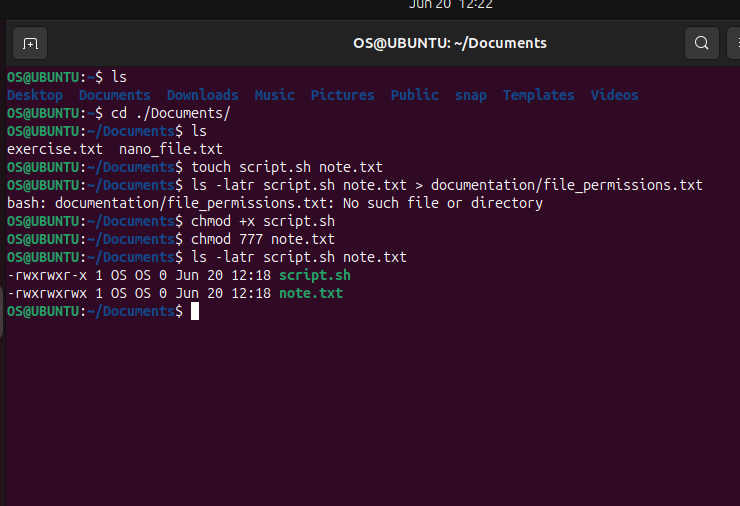 Jun 20 12:22
OS@UBUNTU: ~/Documents
OS@UBUNTU:~$ ls
Desktop Documents Downloads Music Pictures Public snap Templates Videos
OS@UBUNTU:~$ cd ./Documents/
OS@UBUNTU:~/Documents$ ls
exercise.txt nano_file.txt
OS@UBUNTU:~/Documents$ touch script.sh note.txt
OS@UBUNTU:~/Documents$ ls -latr script.sh note.txt > documentation/file_permissions.txt
bash: documentation/file_permissions.txt: No such file or directory
OS@UBUNTU:~/Documents$ chmod +x script.sh
OS@UBUNTU:~/Documents$ chmod 777 note.txt
OS@UBUNTU:~/Documents$ ls -latr script.sh note.txt
-rwxrwxr-x 1 OS OS 0 Jun 20 12:18 script.sh
-rwxrwxrwx 1 OS OS 0 Jun 20 12:18 note.txt
OS@UBUNTU:~/Documents$